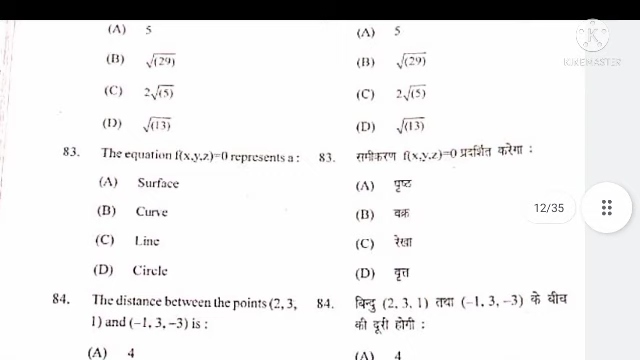 (A) 5
(B) √(29)
(C) 2√(5)
(D) √(13)
83. The equation f(x,y,z)=0 represents a :
(A) Surface
(B) Curve
(C) Line
(D) Circle
84. The distance between the points (2, 3,
1) and (−1, 3, −3) is :
(A) 4
(A) 5
(B) √(29)
(C) 2√(5)
(D) √(13)
83. समीकरण f(x,y,z)=0 प्रदर्शित करेगा :
(A) पृष्ठ
(B) वक्र
(C) रेखा
(D) वृत्त
84. बिन्दु (2, 3, 1) तथा (−1, 3, −3) के बीच
की दूरी होगी :
(A) 4
KINEMASTER
12/35